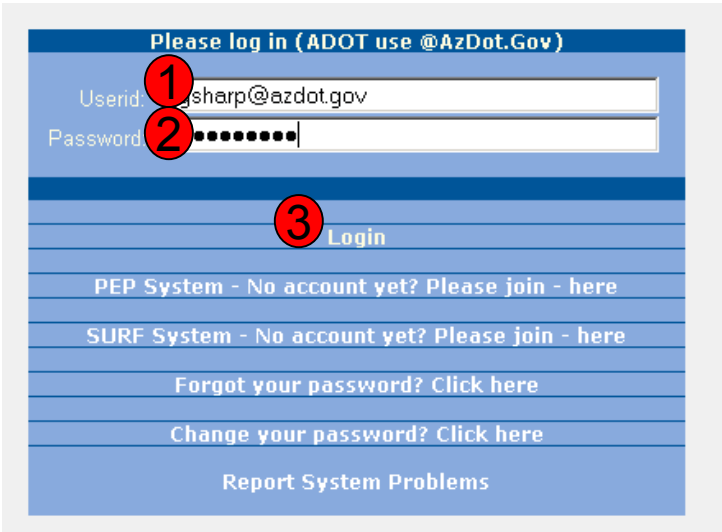 Please log in (ADOT use @AzDot.Gov)
1
Userid: gsharp@azdot.gov
Password: 2 ●●●●●●●●●
3
Login
PEP System - No account yet? Please join - here
SURF System - No account yet? Please join - here
Forgot your password? Click here
Change your password? Click here
Report System Problems